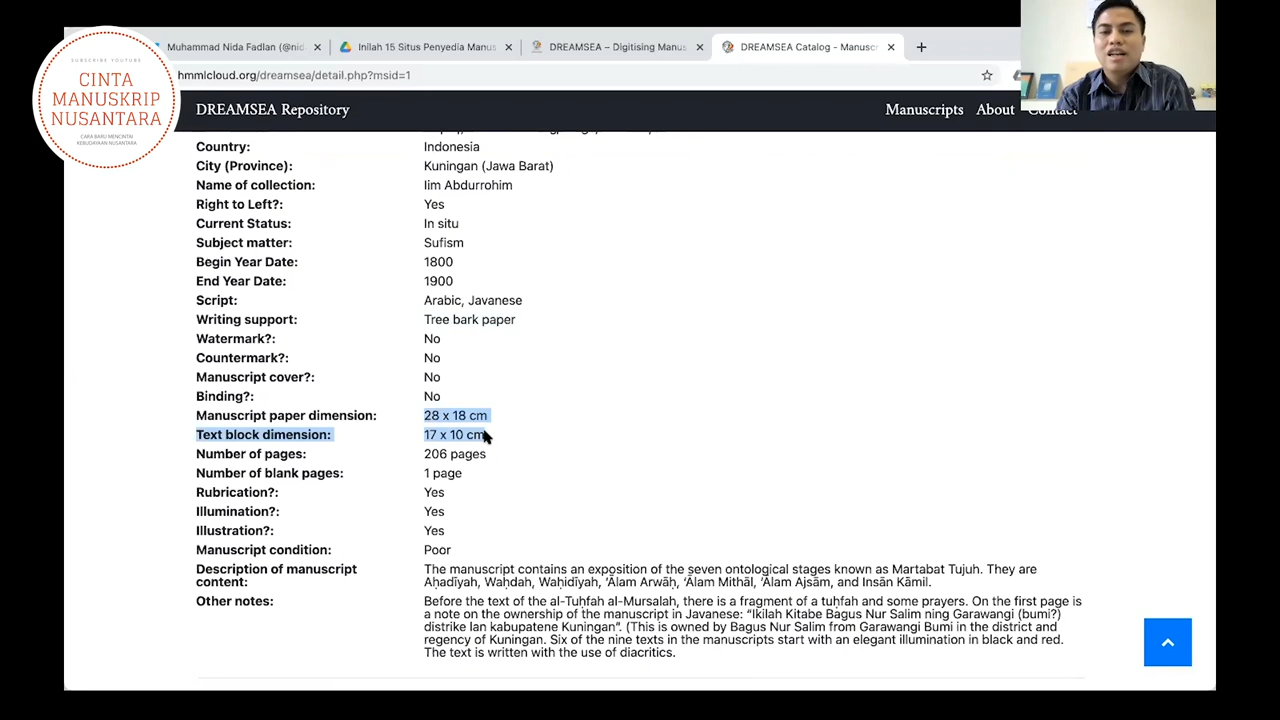 SUBSCRIBE YOUTUBE
CINTA
MANUSKRIP
NUSANTARA
CARA BARU MENCINTAI
KEBUDAYAAN NUSANTARA
Muhammad Nida Fadlan (@nid
Inilah 15 Situs Penyedia Manus
DREAMSEA – Digitising Manus
DREAMSEA Catalog - Manuscr
hmmlcloud.org/dreamsea/detail.php?msid=1
DREAMSEA Repository
Manuscripts About Contact
Country: Indonesia
City (Province): Kuningan (Jawa Barat)
Name of collection: Iim Abdurrohim
Right to Left?: Yes
Current Status: In situ
Subject matter: Sufism
Begin Year Date: 1800
End Year Date: 1900
Script: Arabic, Javanese
Writing support: Tree bark paper
Watermark?: No
Countermark?: No
Manuscript cover?: No
Binding?: No
Manuscript paper dimension: 28 x 18 cm
Text block dimension: 17 x 10 cm
Number of pages: 206 pages
Number of blank pages: 1 page
Rubrication?: Yes
Illumination?: Yes
Illustration?: Yes
Manuscript condition: Poor
Description of manuscript content: The manuscript contains an exposition of the seven ontological stages known as Martabat Tujuh. They are
Aḥadīyah, Waḥdah, Waḥidīyah, ʻĀlam Arwāḥ, ʻĀlam Mithāl, ʻĀlam Ajsām, and Insān Kāmil.
Other notes: Before the text of the al-Tuḥfah al-Mursalah, there is a fragment of a tuḥfah and some prayers. On the first page is
a note on the ownership of the manuscript in Javanese: “Ikilah Kitabe Bagus Nur Salim ning Garawangi (bumi?)
distrike lan kabupatene Kuningan”. (This is owned by Bagus Nur Salim from Garawangi Bumi in the district and
regency of Kuningan. Six of the nine texts in the manuscripts start with an elegant illumination in black and red.
The text is written with the use of diacritics.